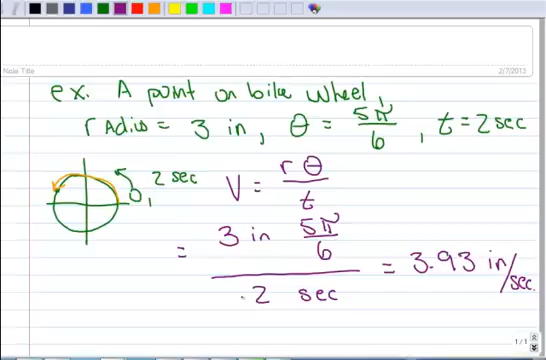 Note Title
2/7/2013
ex. A point on bike wheel,
radius = 3 in, θ = 5π/6, t = 2 sec
2 sec
V = rθ/t
= 3 in 5π/6 / 2 sec = 3.93 in/sec.
1/1